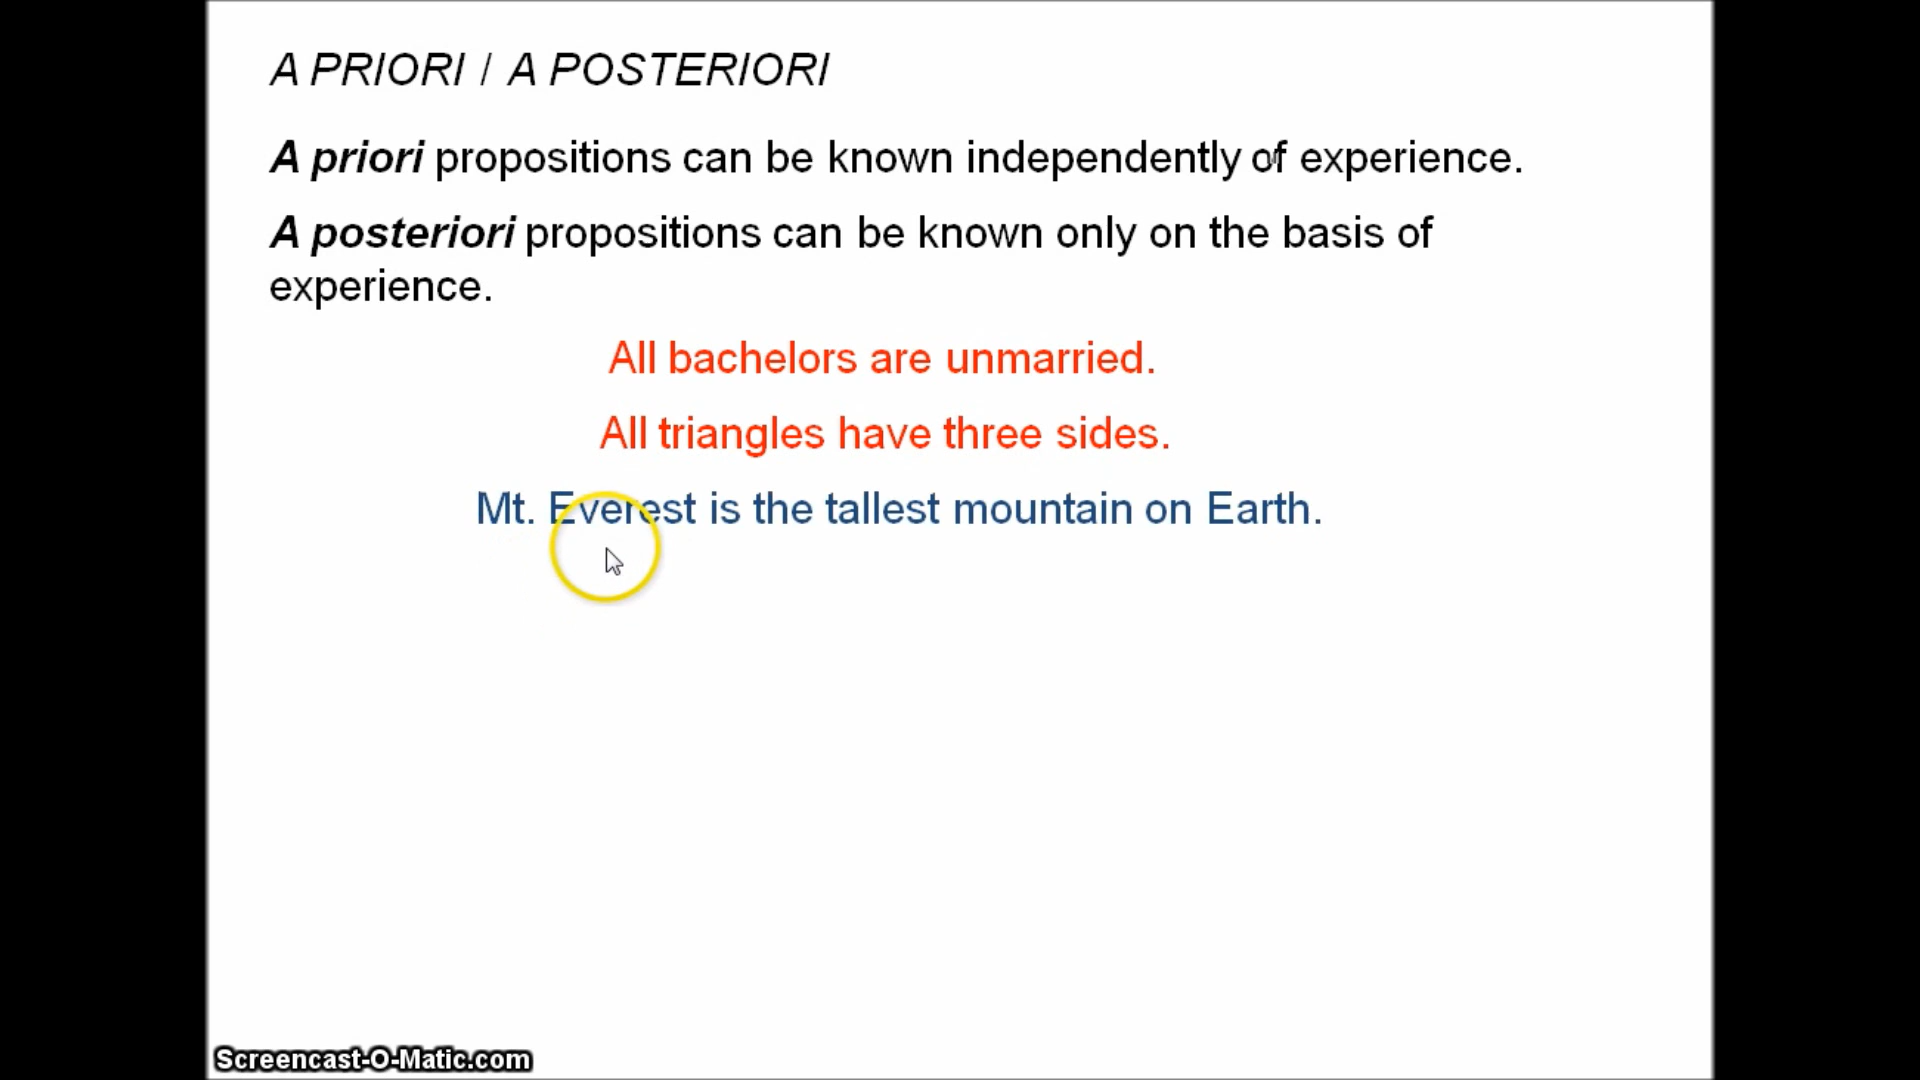 A PRIORI / A POSTERIORI
A priori propositions can be known independently of experience.
A posteriori propositions can be known only on the basis of
experience.
All bachelors are unmarried.
All triangles have three sides.
Mt. Everest is the tallest mountain on Earth.
Screencast-O-Matic.com